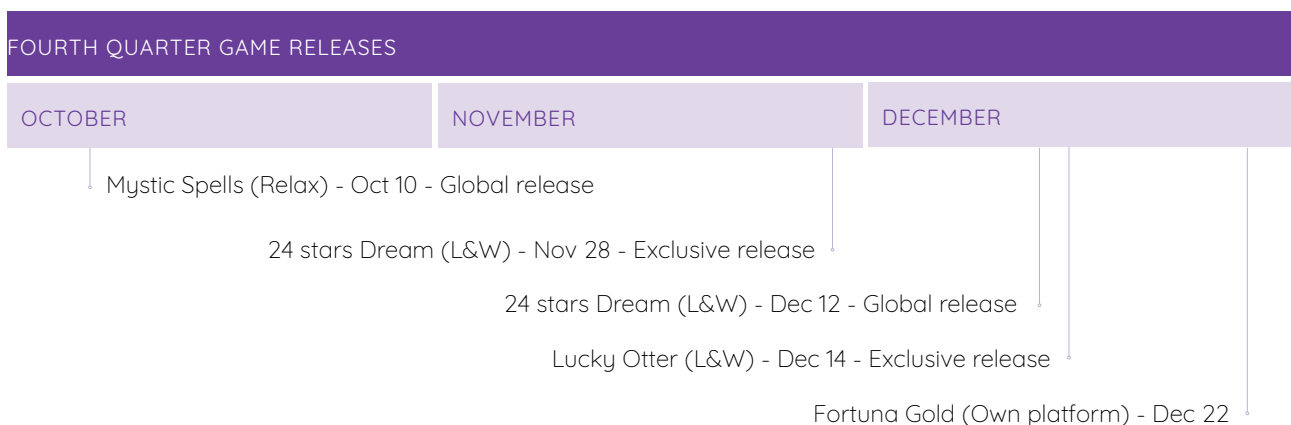 FOURTH QUARTER GAME RELEASES
OCTOBER
NOVEMBER
DECEMBER
Mystic Spells (Relax) - Oct 10 - Global release
24 stars Dream (L&W) - Nov 28 - Exclusive release
24 stars Dream (L&W) - Dec 12 - Global release
Lucky Otter (L&W) - Dec 14 - Exclusive release
Fortuna Gold (Own platform) - Dec 22